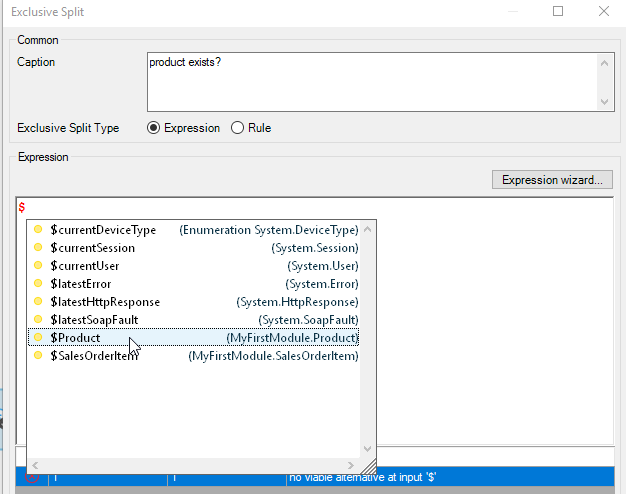 Exclusive Split
Common
Caption
product exists?
Exclusive Split Type
Expression
Rule
Expression
Expression wizard...
$
$currentDeviceType (Enumeration System.DeviceType)
$currentSession (System.Session)
$currentUser (System.User)
$latestError (System.Error)
$latestHttpResponse (System.HttpResponse)
$latestSoapFault (System.SoapFault)
$Product (MyFirstModule.Product)
$SalesOrderItem (MyFirstModule.SalesOrderItem)
1 1 no viable alternative at input '$'